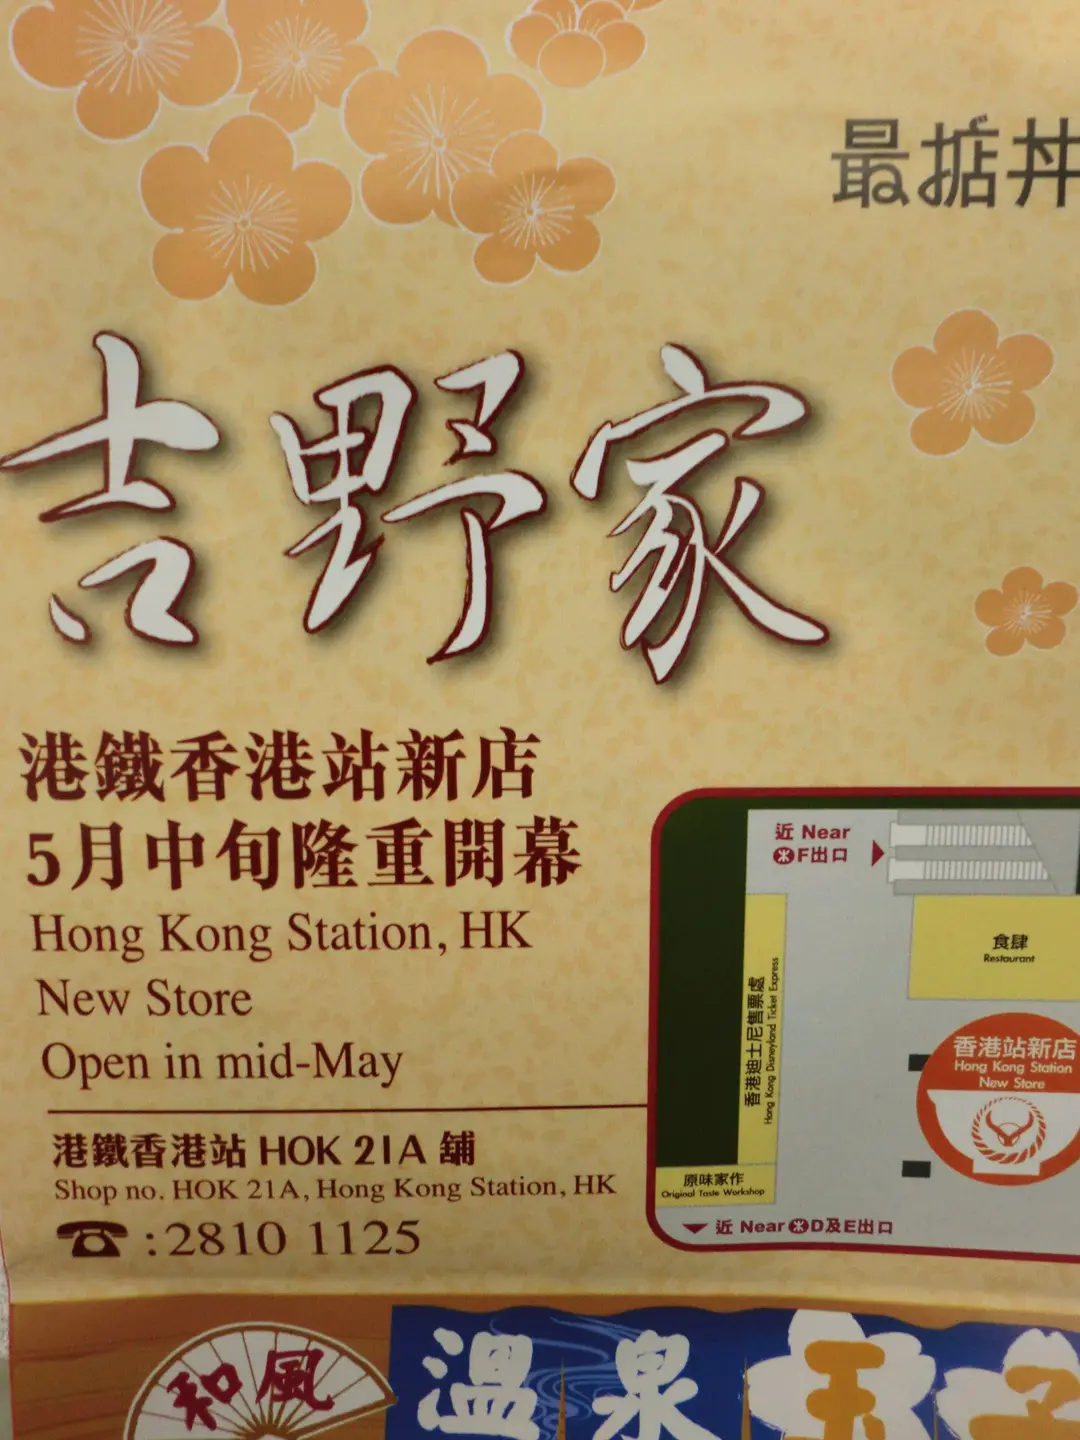 最掂丼
吉野家
港鐵香港站新店
5月中旬隆重開幕
Hong Kong Station, HK
New Store
Open in mid-May
港鐵香港站 HOK 21A 舖
Shop no. HOK 21A, Hong Kong Station, HK
☎:2810 1125
近 Near
F出口
食肆
Restaurant
香港迪士尼售票處
Hong Kong Disneyland Ticket Express
香港站新店
Hong Kong Station
New Store
原味家作
Original Taste Workshop
近 Near D及E出口
和風
溫泉玉子